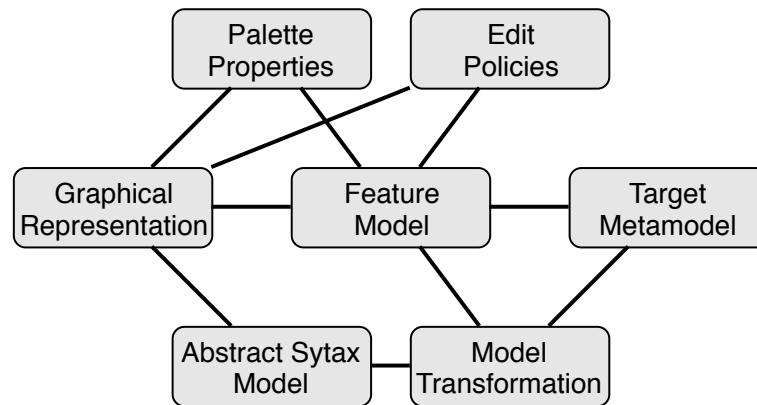 Palette
Properties
Edit
Policies
Graphical
Representation
Feature
Model
Target
Metamodel
Abstract Sytax
Model
Model
Transformation